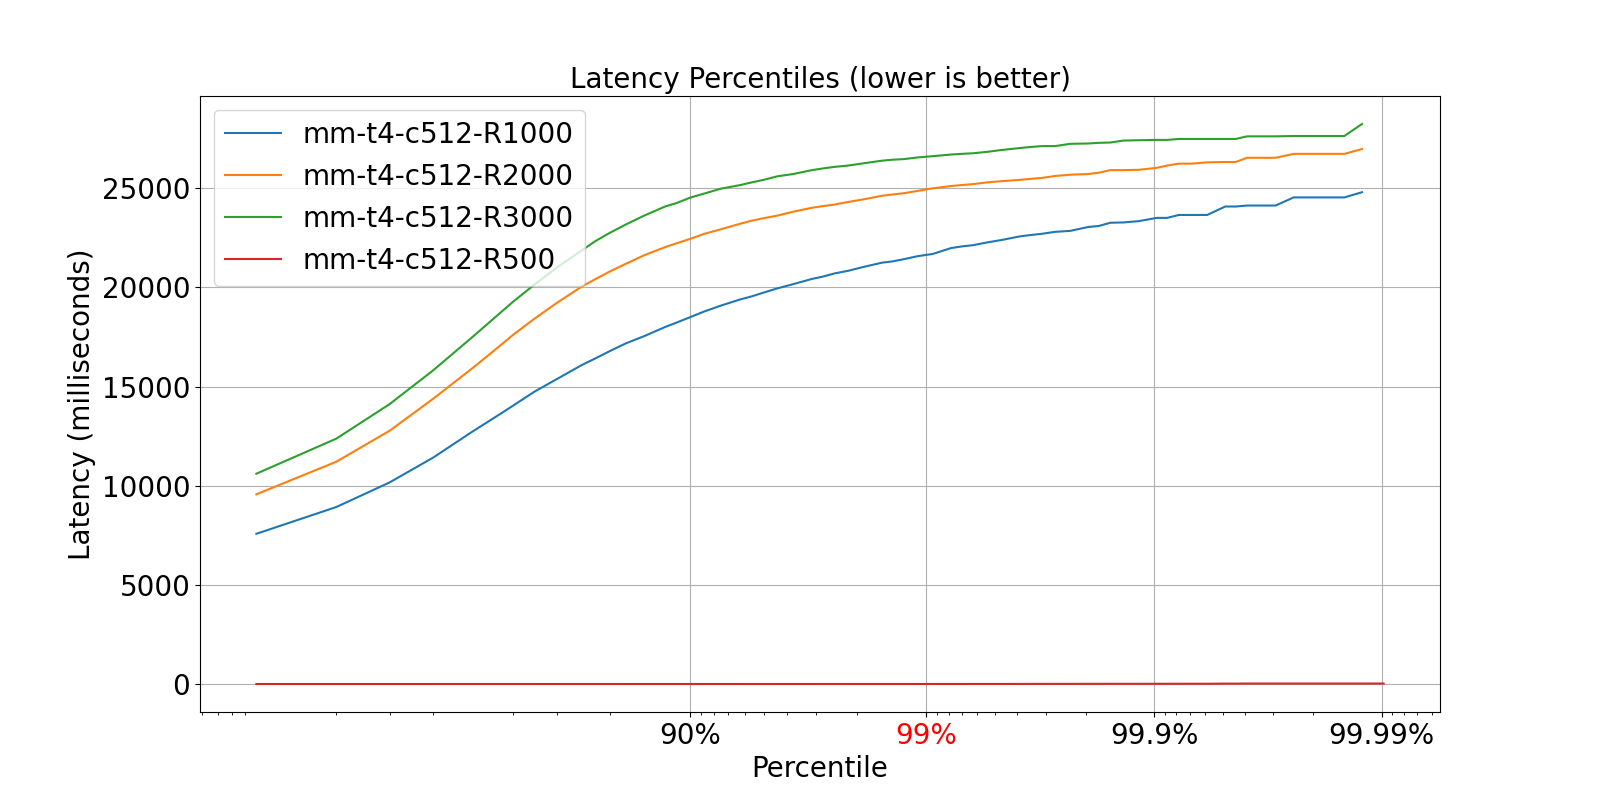 Latency Percentiles (lower is better)
mm-t4-c512-R1000
mm-t4-c512-R2000
mm-t4-c512-R3000
mm-t4-c512-R500
Latency (milliseconds)
25000
20000
15000
10000
5000
0
90% 99% 99.9% 99.99%
Percentile